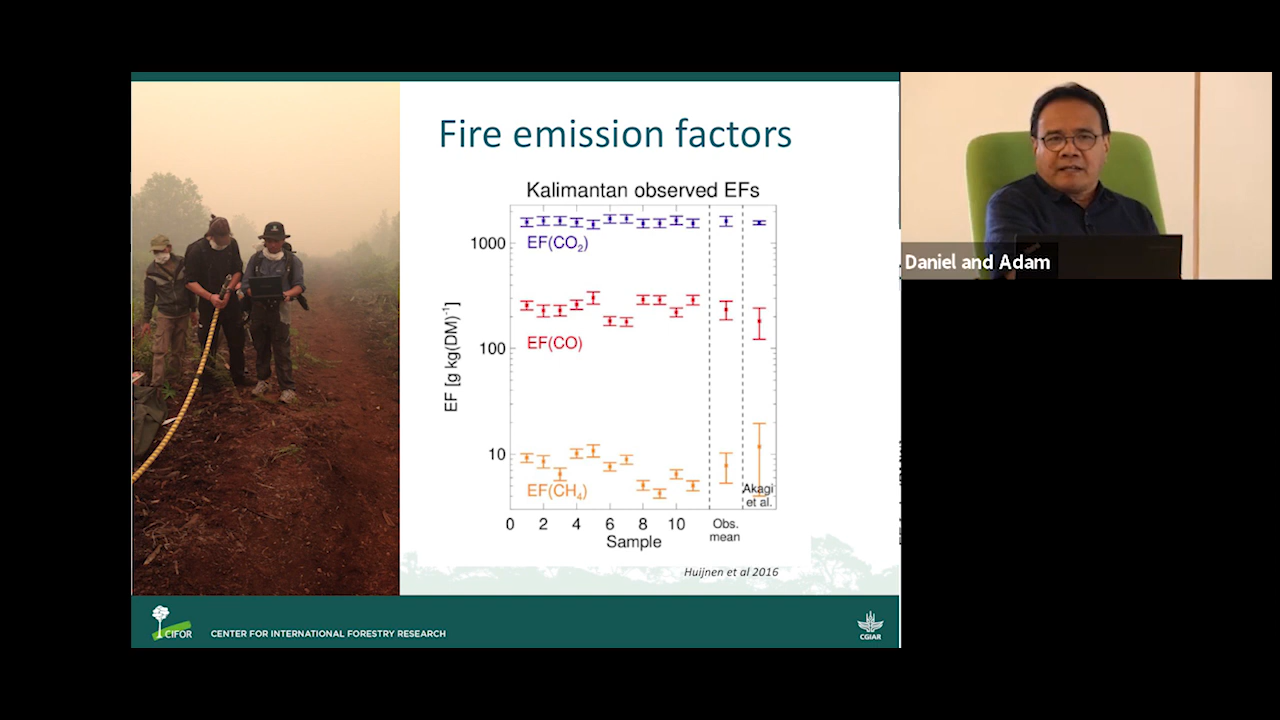 Fire emission factors
Kalimantan observed EFs
1000
100
10
EF [g kg(DM)⁻¹]
EF(CO₂)
EF(CO)
EF(CH₄)
Akagi
et al.
0 2 4 6 8 10
Sample
Obs.
mean
Huijnen et al 2016
CIFOR
CENTER FOR INTERNATIONAL FORESTRY RESEARCH
CGIAR
Daniel and Adam